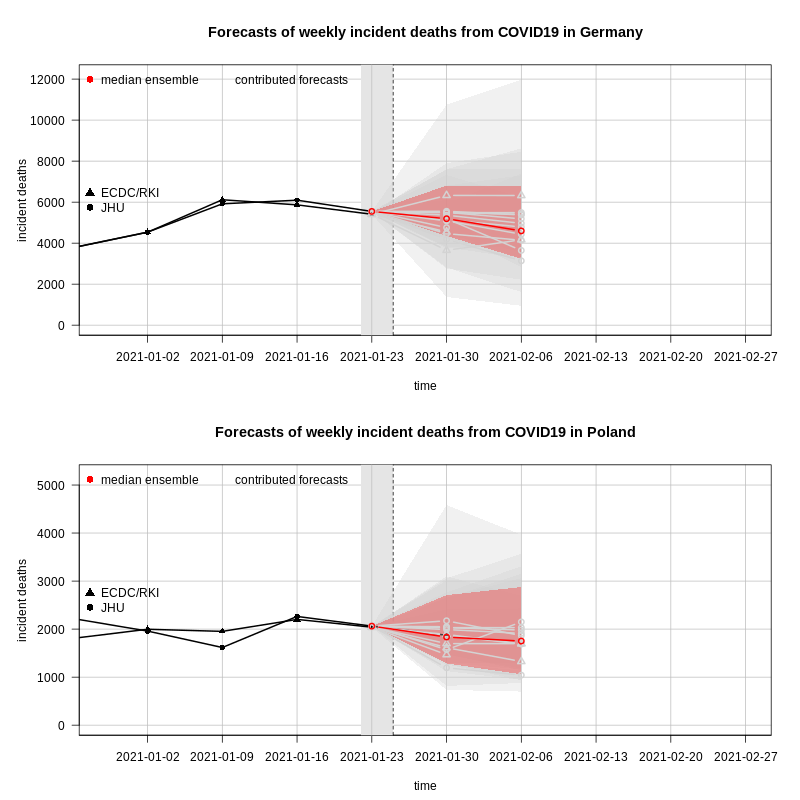 Forecasts of weekly incident deaths from COVID19 in Germany
incident deaths
12000
10000
8000
6000
4000
2000
0
median ensemble contributed forecasts
ECDC/RKI
JHU
2021-01-02 2021-01-09 2021-01-16 2021-01-23 2021-01-30 2021-02-06 2021-02-13 2021-02-20 2021-02-27
time
Forecasts of weekly incident deaths from COVID19 in Poland
incident deaths
5000
4000
3000
2000
1000
0
median ensemble contributed forecasts
ECDC/RKI
JHU
2021-01-02 2021-01-09 2021-01-16 2021-01-23 2021-01-30 2021-02-06 2021-02-13 2021-02-20 2021-02-27
time